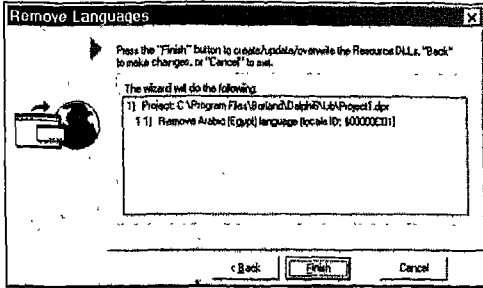 Remove Languages
Press the "Finish" button to create/update/overwrite the Resource DLLs, "Back"
to make changes, or "Cancel" to exit.
The wizard will do the following:
1) Project: C:\Program Files\Borland\Delphi6\Lib\Project1.dpr
1.1) Remove Arabic (Egypt) language [locale ID: $00000C01]
< Back
Finish
Cancel